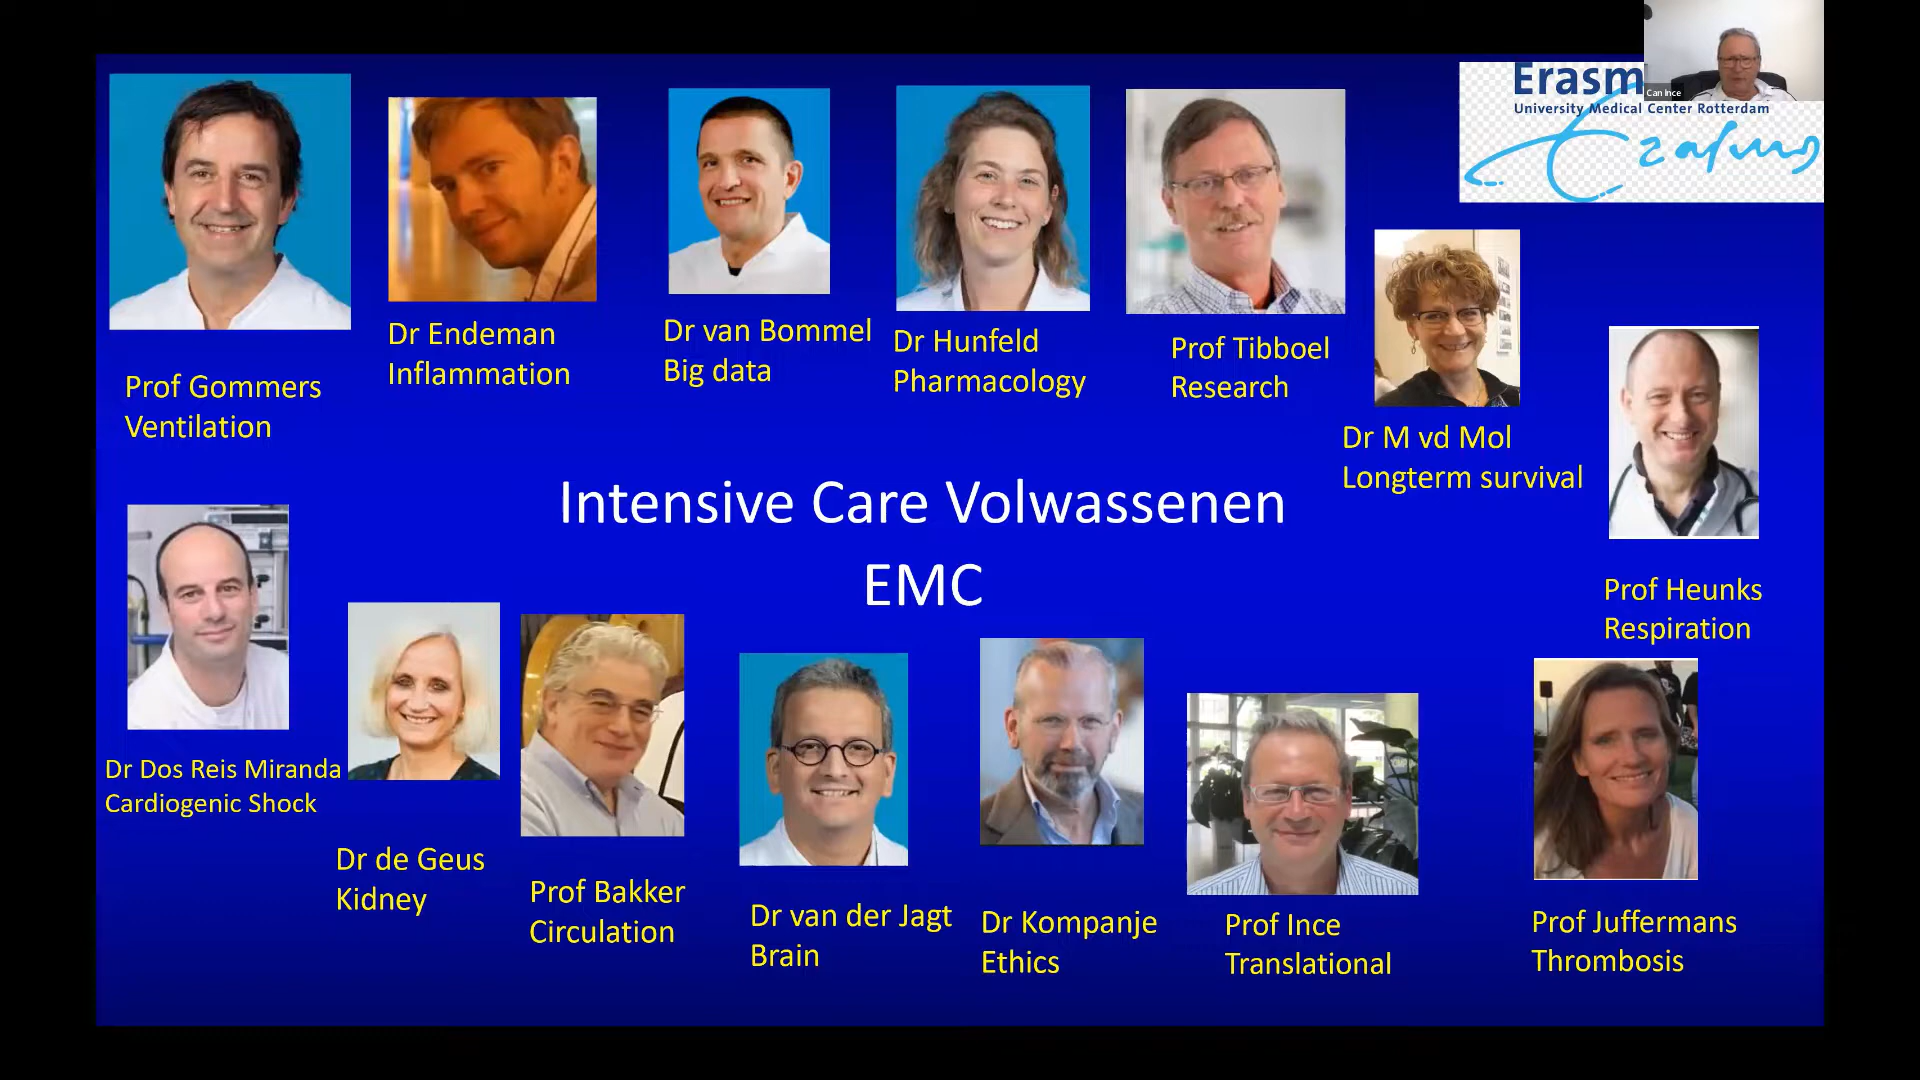 Erasm
University Medical Center Rotterdam
Erasmus
Can Ince
Prof Gommers
Ventilation
Dr Endeman
Inflammation
Dr van Bommel
Big data
Dr Hunfeld
Pharmacology
Prof Tibboel
Research
Dr M vd Mol
Longterm survival
Prof Heunks
Respiration
Intensive Care Volwassenen
EMC
Dr Dos Reis Miranda
Cardiogenic Shock
Dr de Geus
Kidney
Prof Bakker
Circulation
Dr van der Jagt
Brain
Dr Kompanje
Ethics
Prof Ince
Translational
Prof Juffermans
Thrombosis